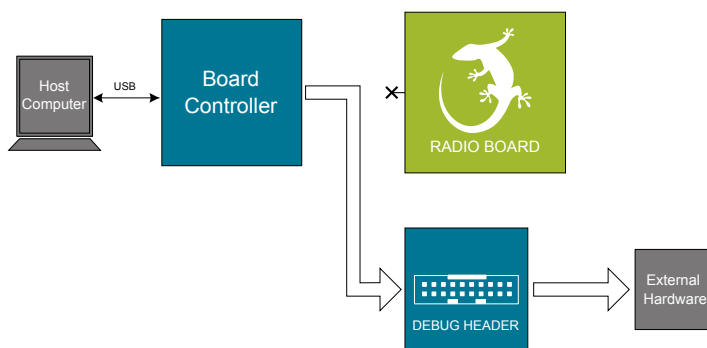 Host
Computer
USB
Board
Controller
RADIO BOARD
DEBUG HEADER
External
Hardware